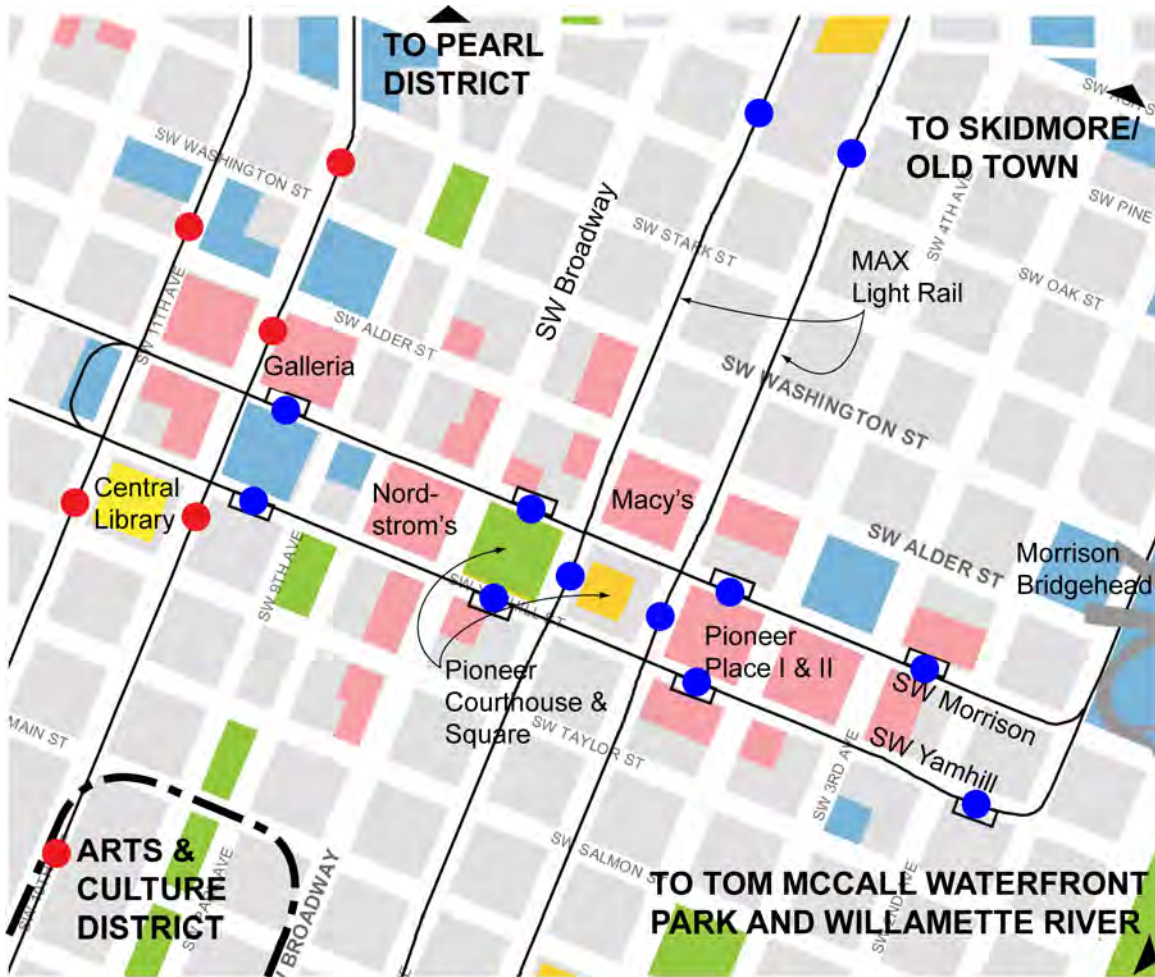 TO PEARL
DISTRICT
TO SKIDMORE/
OLD TOWN
SW WASHINGTON ST
SW 4TH AVE
SW PINE
SW Broadway
SW STARK ST
MAX
Light Rail
SW OAK ST
SW 11TH AVE
SW ALDER ST
Galleria
SW WASHINGTON ST
Central
Library
Nord-
strom's
Macy's
SW ALDER ST
Morrison
Bridgehead
SW 9TH AVE
Pioneer
Place I & II
Pioneer
Courthouse &
Square
SW Morrison
SW TAYLOR ST
SW Yamhill
SW 3RD AVE
MAIN ST
ARTS &
CULTURE
DISTRICT
BROADWAY
SW SALMON S
TO TOM MCCALL WATERFRONT
PARK AND WILLAMETTE RIVER